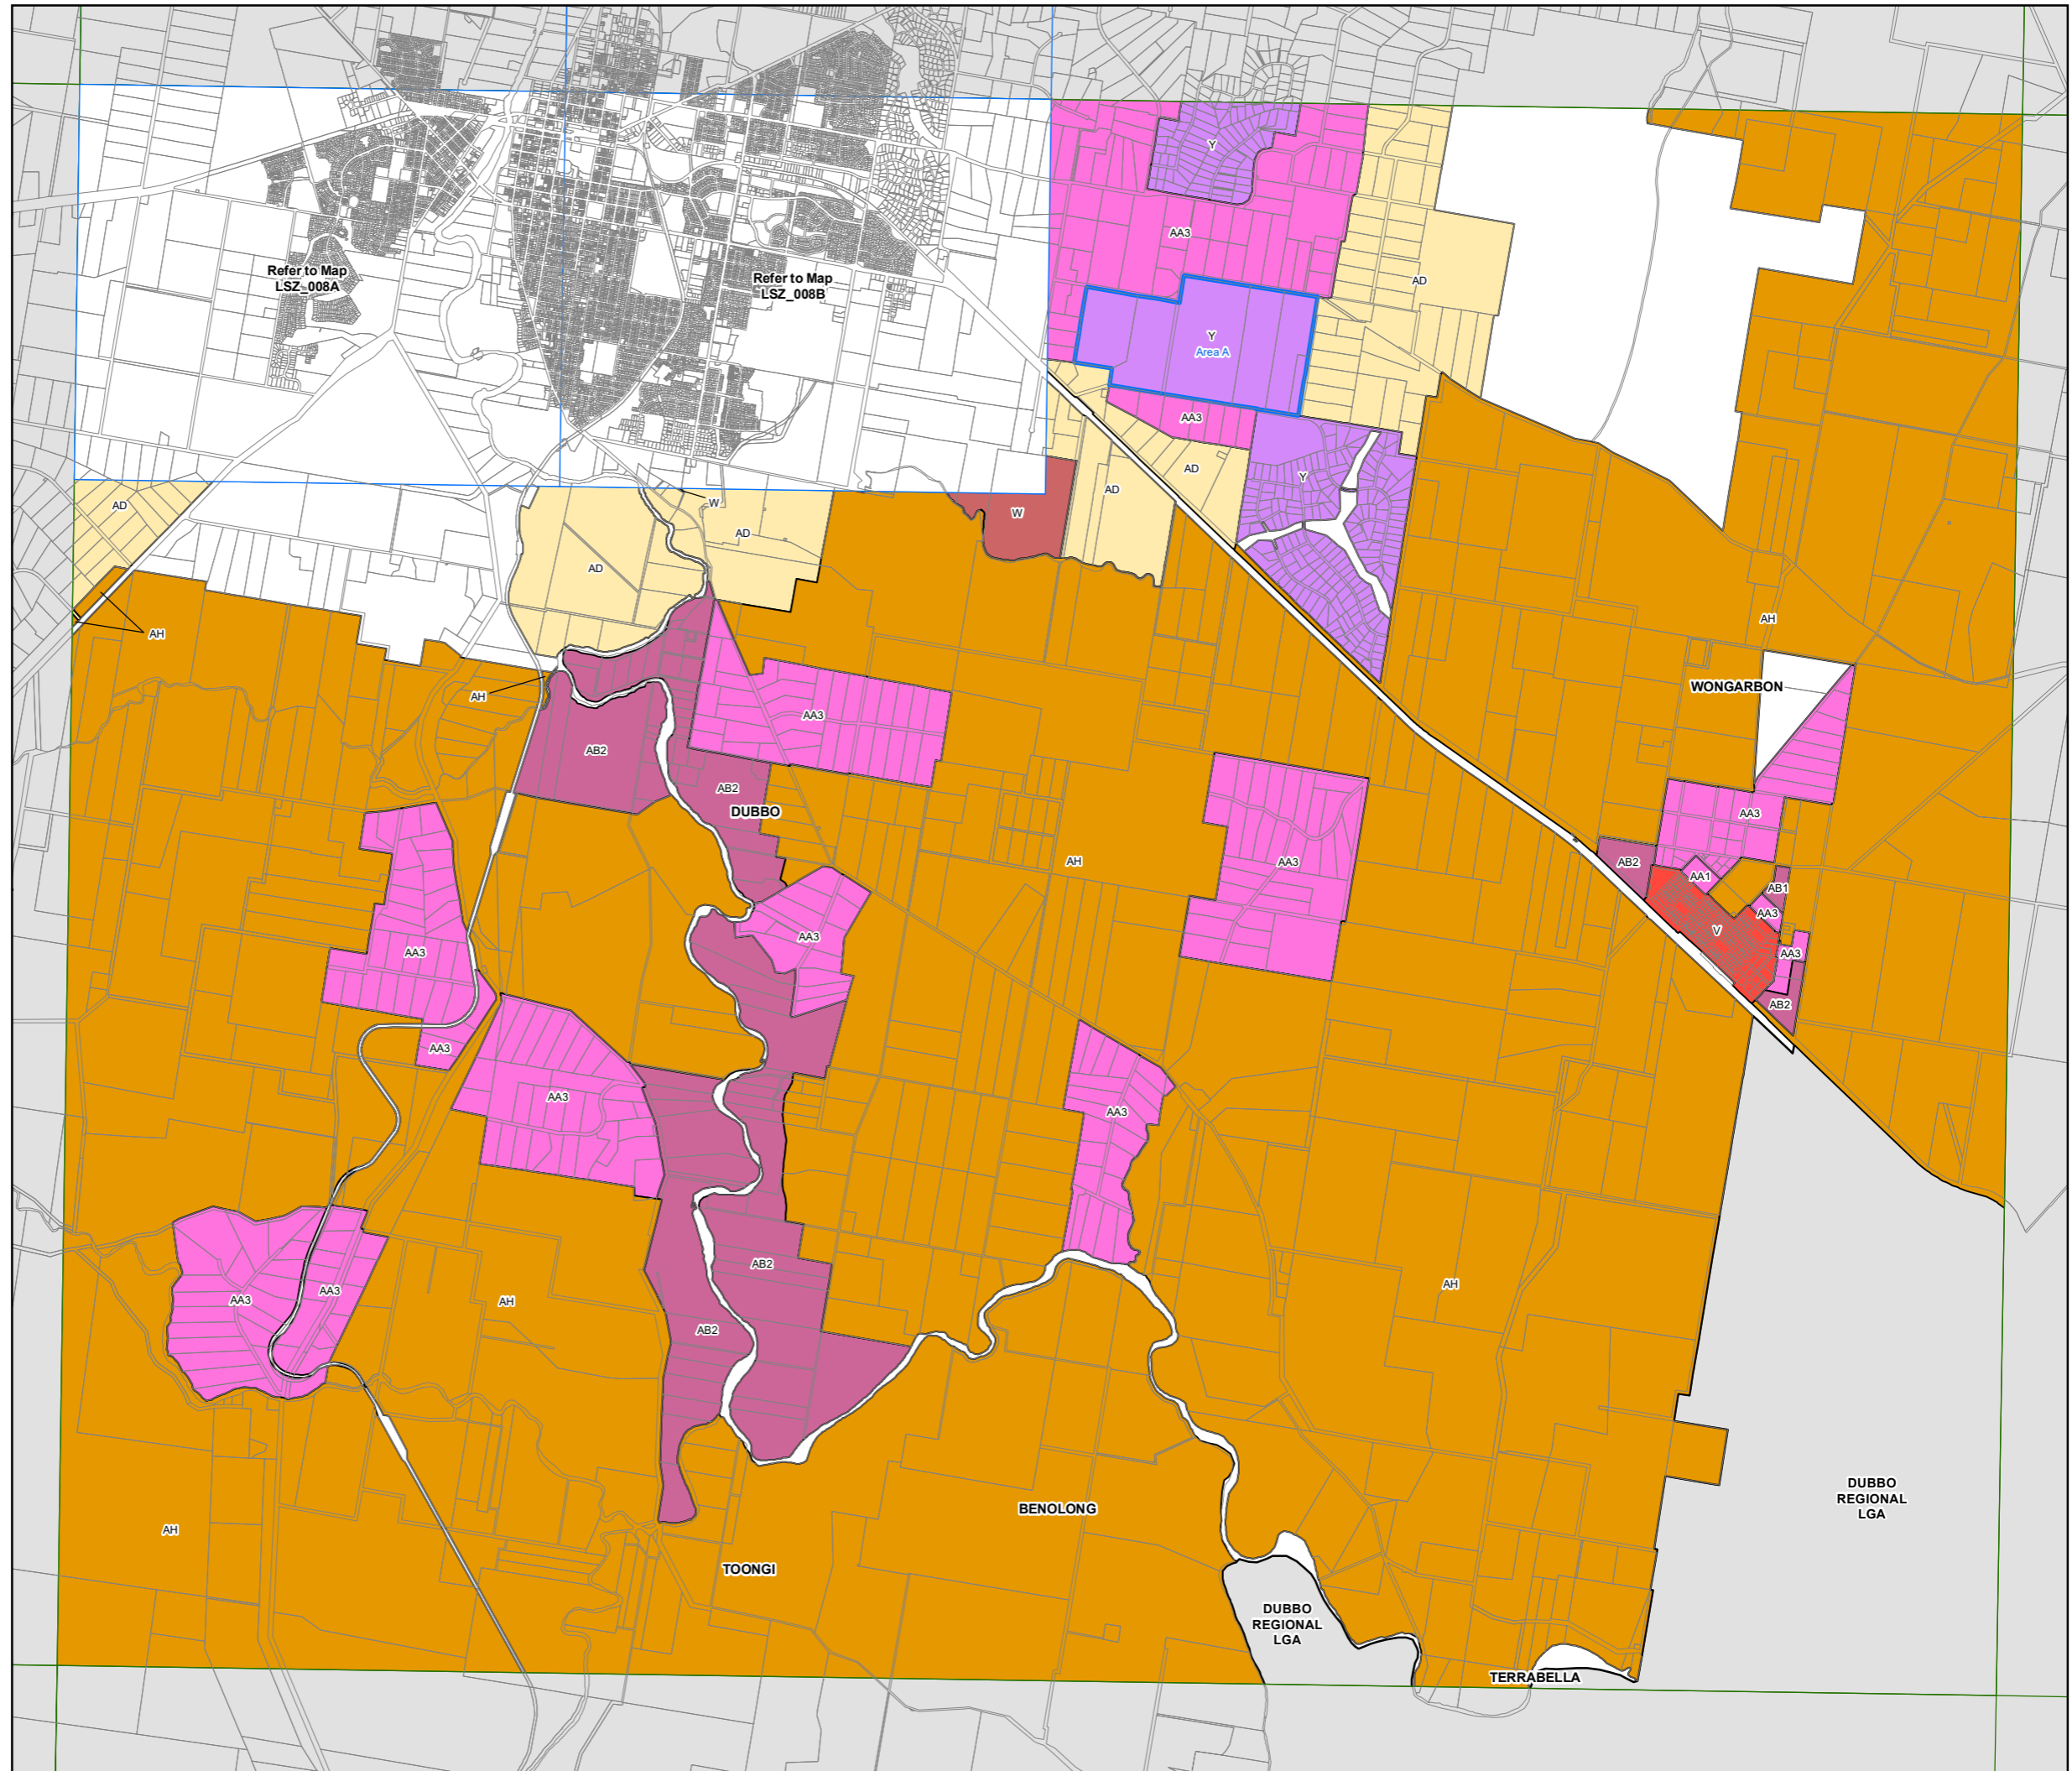 Y
AA3
Refer to Map
LSZ_008A
Refer to Map
LSZ_008B
AD
Y
Area A
AA3
AD
Y
AD
W
AD
W
AD
AD
AH
AH
AH
WONGARBON
AA3
AB2
AB2
DUBBO
AA3
AH
AA3
AB2
AA1
AB1
AA3
V
AA3
AB2
AA3
AA3
AA3
AA3
AA3
AB2
AH
AA3
AA3
AH
AB2
DUBBO
REGIONAL
LGA
BENOLONG
AH
TOONGI
DUBBO
REGIONAL
LGA
TERRABELLA